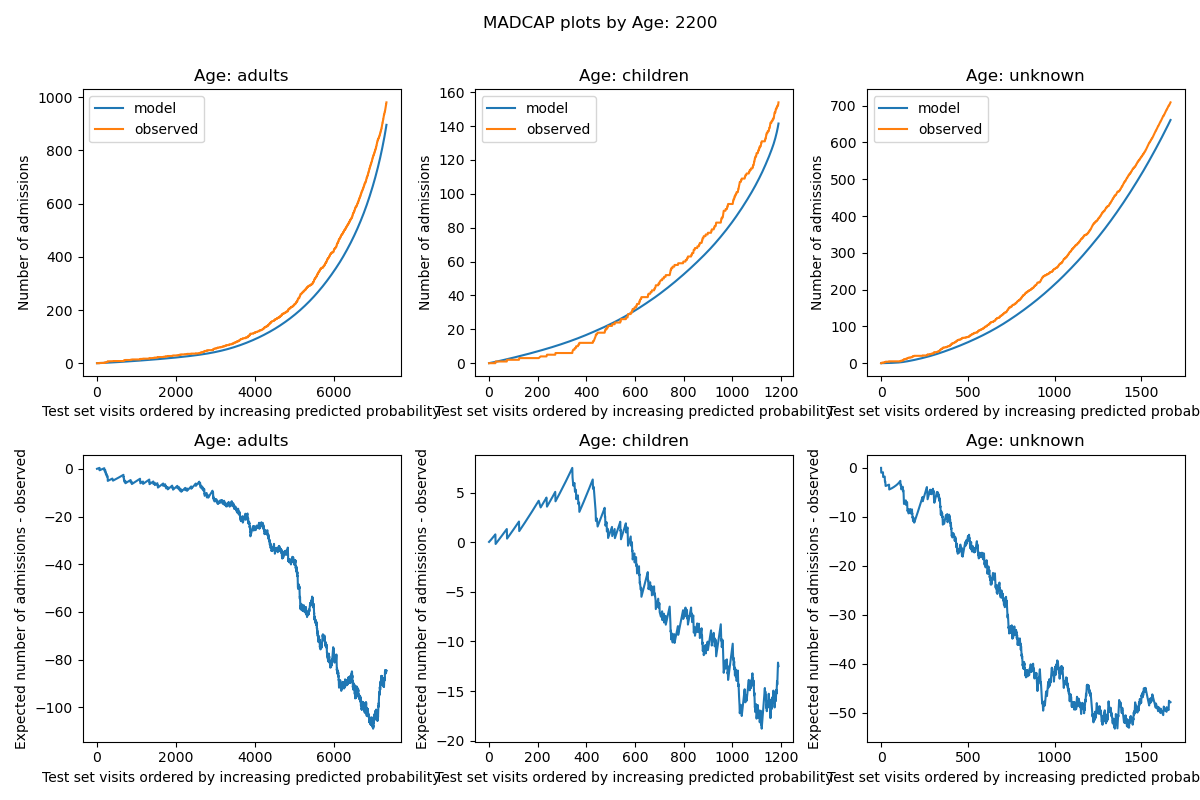 MADCAP plots by Age: 2200
Age: adults
Number of admissions
1000
800
600
400
200
0
model
observed
0 2000 4000 6000
Test set visits ordered by increasing predicted probability
Age: children
Number of admissions
160
140
120
100
80
60
40
20
0
model
observed
0 200 400 600 800 1000 1200
Test set visits ordered by increasing predicted probability
Age: unknown
Number of admissions
700
600
500
400
300
200
100
0
model
observed
0 500 1000 1500
Test set visits ordered by increasing predicted probab
Age: adults
Expected number of admissions - observed
0
−20
−40
−60
−80
−100
0 2000 4000 6000
Test set visits ordered by increasing predicted probability
Age: children
Expected number of admissions - observed
5
0
−5
−10
−15
−20
0 200 400 600 800 1000 1200
Test set visits ordered by increasing predicted probability
Age: unknown
Expected number of admissions - observed
0
−10
−20
−30
−40
−50
0 500 1000 1500
Test set visits ordered by increasing predicted probab